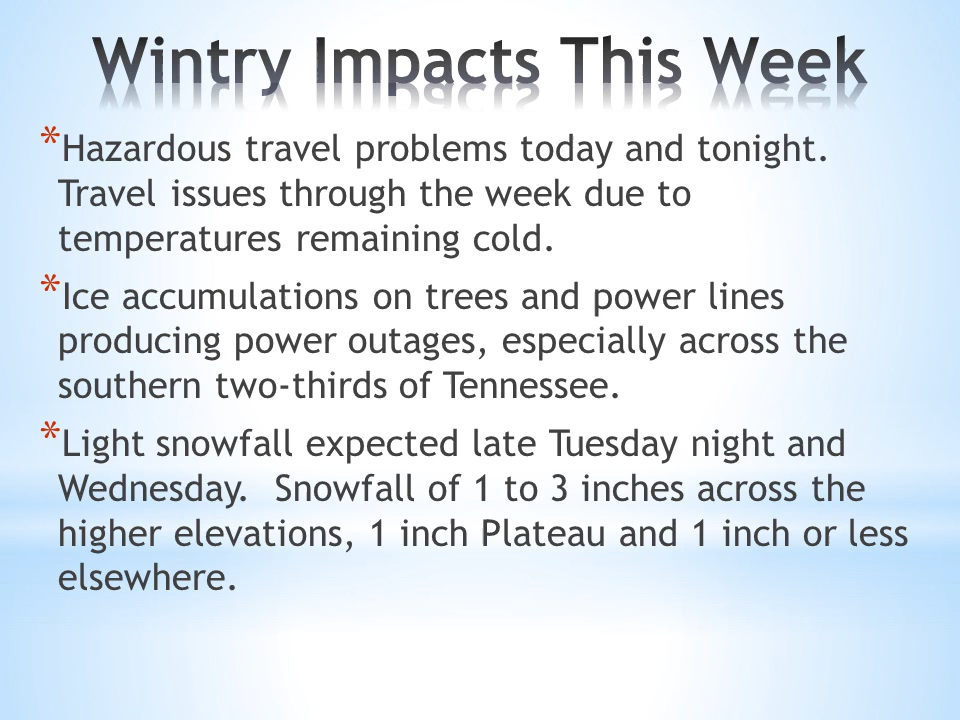 Wintry Impacts This Week
* Hazardous travel problems today and tonight.
Travel issues through the week due to
temperatures remaining cold.
* Ice accumulations on trees and power lines
producing power outages, especially across the
southern two-thirds of Tennessee.
* Light snowfall expected late Tuesday night and
Wednesday.  Snowfall of 1 to 3 inches across the
higher elevations, 1 inch Plateau and 1 inch or less
elsewhere.